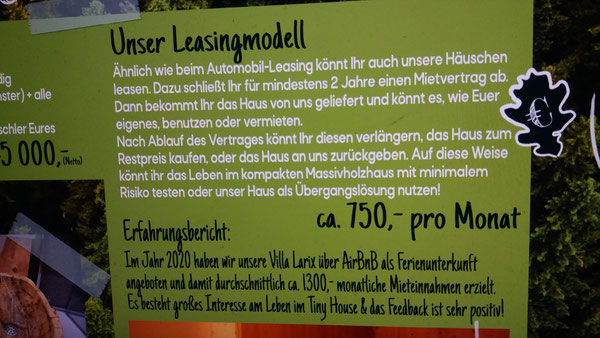 Unser Leasingmodell
Ähnlich wie beim Automobil-Leasing könnt Ihr auch unsere Häuschen
leasen. Dazu schließt Ihr für mindestens 2 Jahre einen Mietvertrag ab.
Dann bekommt Ihr das Haus von uns geliefert und könnt es, wie Euer
eigenes, benutzen oder vermieten.
Nach Ablauf des Vertrages könnt Ihr diesen verlängern, das Haus zum
Restpreis kaufen, oder das Haus an uns zurückgeben. Auf diese Weise
könnt ihr das Leben im kompakten Massivholzhaus mit minimalem
Risiko testen oder unser Haus als Übergangslösung nutzen!
ca. 750,- pro Monat
Erfahrungsbericht:
Im Jahr 2020 haben wir unsere Villa Larix über AirBnB als Ferienunterkunft
angeboten und damit durchschnittlich ca. 1300,- monatliche Mieteinnahmen erzielt.
Es besteht großes Interesse am Leben im Tiny House & das Feedback ist sehr positiv!
€
dig
ster) + alle
schler Eures
5 000,- (Netto)